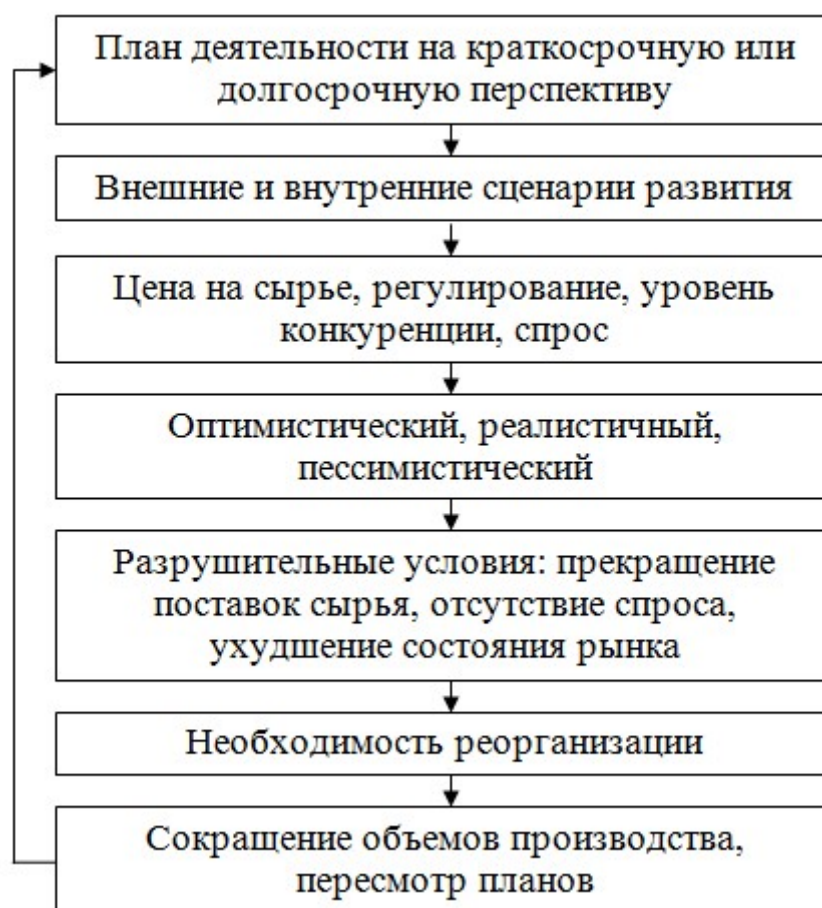 План деятельности на краткосрочную или
долгосрочную перспективу
Внешние и внутренние сценарии развития
Цена на сырье, регулирование, уровень
конкуренции, спрос
Оптимистический, реалистичный,
пессимистический
Разрушительные условия: прекращение
поставок сырья, отсутствие спроса,
ухудшение состояния рынка
Необходимость реорганизации
Сокращение объемов производства,
пересмотр планов